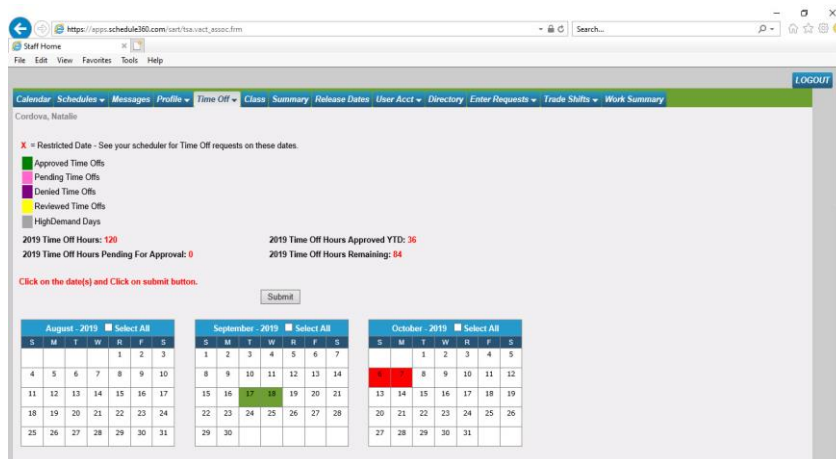 https://apps.schedule360.com/sart/tsa.vact_assoc.frm
Search...
Staff Home
File Edit View Favorites Tools Help
LOGOUT
Calendar Schedules Messages Profile Time Off Class Summary Release Dates User Acct Directory Enter Requests Trade Shifts Work Summary
Cordova, Natalie
X = Restricted Date - See your scheduler for Time Off requests on these dates.
Approved Time Offs
Pending Time Offs
Denied Time Offs
Reviewed Time Offs
HighDemand Days
2019 Time Off Hours: 120 2019 Time Off Hours Approved YTD: 36
2019 Time Off Hours Pending For Approval: 0 2019 Time Off Hours Remaining: 84
Click on the date(s) and Click on submit button.
Submit
August - 2019 Select All September - 2019 Select All October - 2019 Select All
S M T W R F S S M T W R F S S M T W R F S
1 2 3 1 2 3 4 5 6 7 1 2 3 4 5
4 5 6 7 8 9 10 8 9 10 11 12 13 14 6 7 8 9 10 11 12
11 12 13 14 15 16 17 15 16 17 18 19 20 21 13 14 15 16 17 18 19
18 19 20 21 22 23 24 22 23 24 25 26 27 28 20 21 22 23 24 25 26
25 26 27 28 29 30 31 29 30 27 28 29 30 31